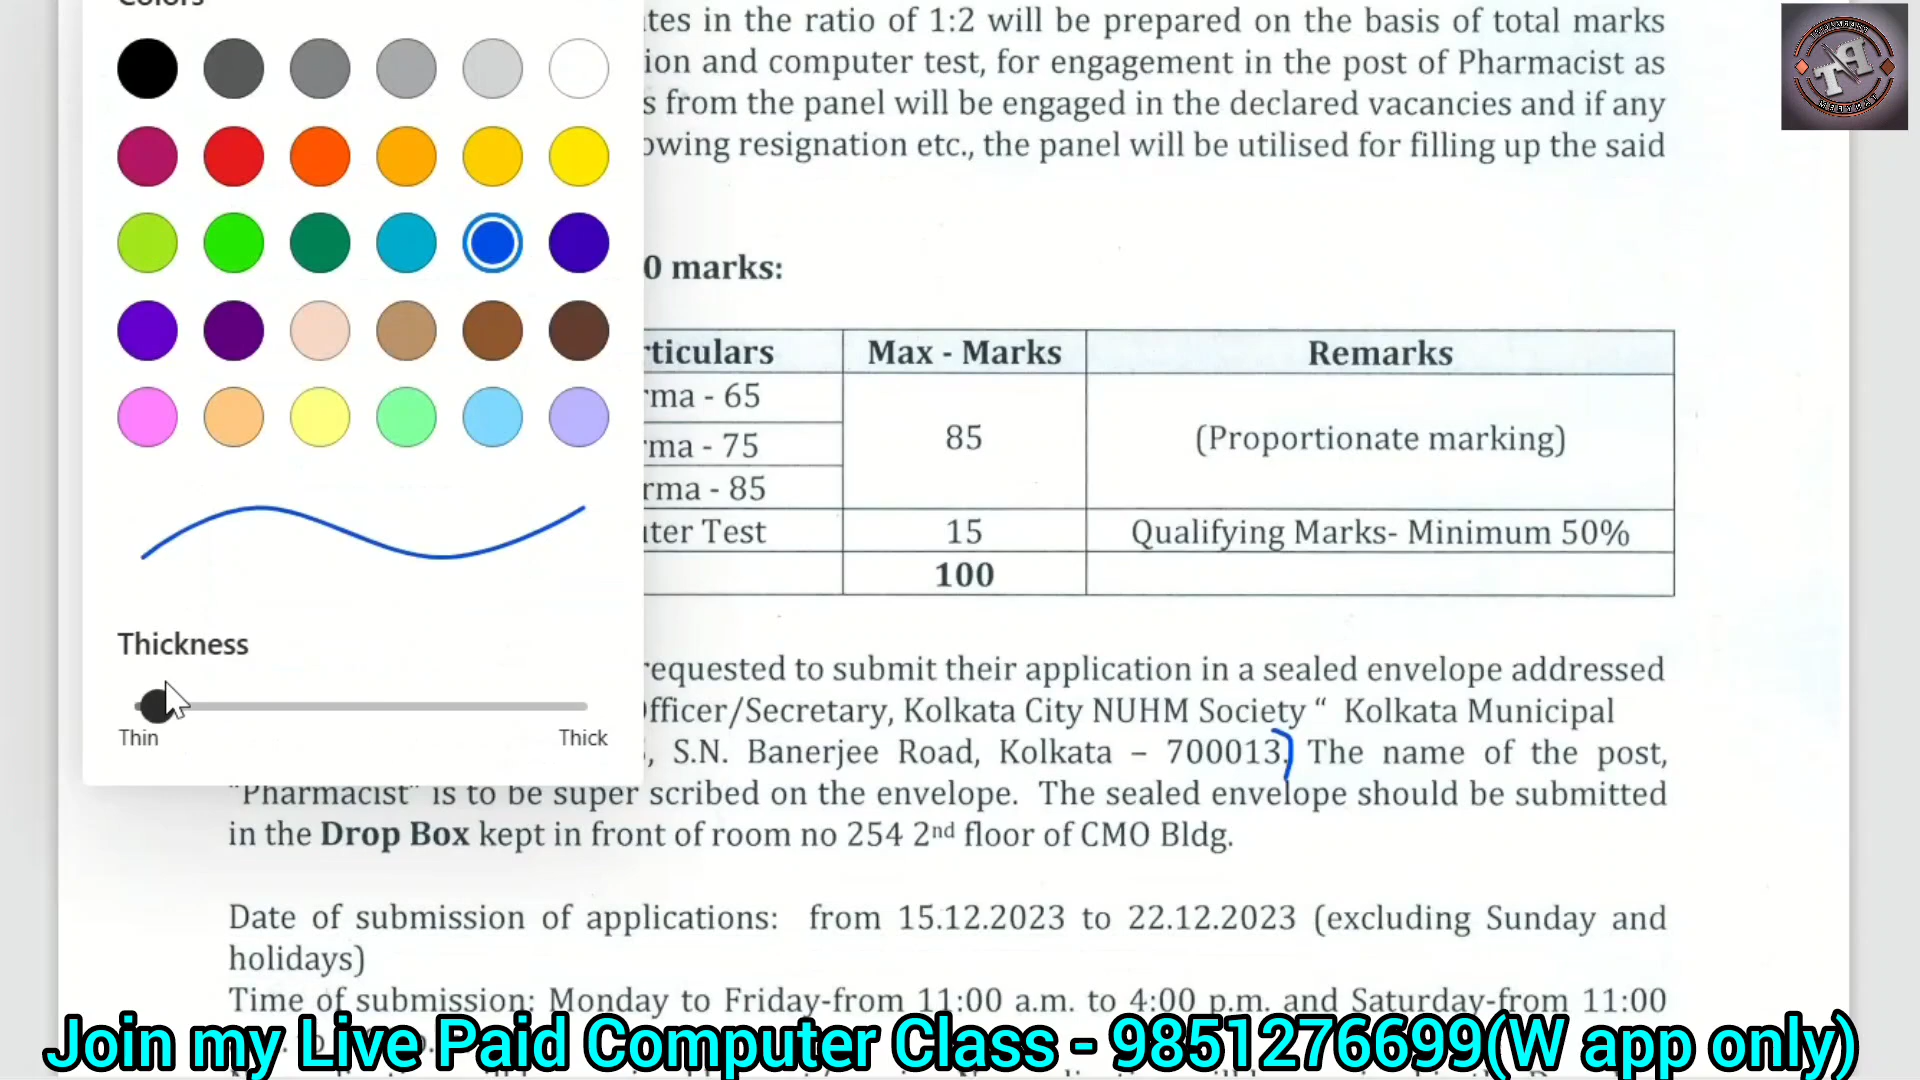 Colors
tes in the ratio of 1:2 will be prepared on the basis of total marks
ion and computer test, for engagement in the post of Pharmacist as
s from the panel will be engaged in the declared vacancies and if any
owing resignation etc., the panel will be utilised for filling up the said
0 marks:
ticulars Max - Marks Remarks
rma - 65
85 (Proportionate marking)
rma - 75
rma - 85
ter Test 15 Qualifying Marks- Minimum 50%
100
Thickness
Thin Thick
equested to submit their application in a sealed envelope addressed
fficer/Secretary, Kolkata City NUHM Society “ Kolkata Municipal
, S.N. Banerjee Road, Kolkata – 700013. The name of the post,
"Pharmacist" is to be super scribed on the envelope. The sealed envelope should be submitted
in the Drop Box kept in front of room no 254 2nd floor of CMO Bldg.
Date of submission of applications: from 15.12.2023 to 22.12.2023 (excluding Sunday and
holidays)
Time of submission: Monday to Friday-from 11:00 a.m. to 4:00 p.m. and Saturday-from 11:00
Join my Live Paid Computer Class - 9851276699(W app only)